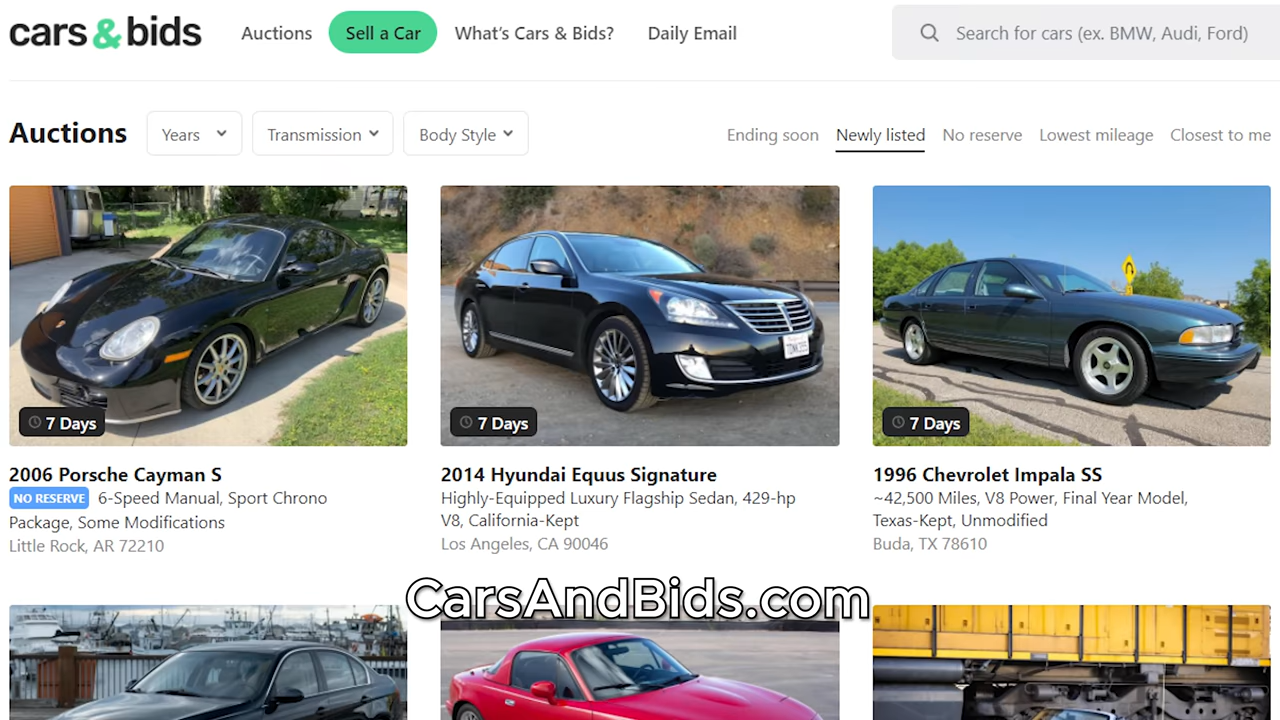 cars & bids
Auctions
Sell a Car
What's Cars & Bids?
Daily Email
Search for cars (ex. BMW, Audi, Ford)
Auctions
Years
Transmission
Body Style
Ending soon
Newly listed
No reserve
Lowest mileage
Closest to me
7 Days
2006 Porsche Cayman S
NO RESERVE 6-Speed Manual, Sport Chrono
Package, Some Modifications
Little Rock, AR 72210
7 Days
2014 Hyundai Equus Signature
Highly-Equipped Luxury Flagship Sedan, 429-hp
V8, California-Kept
Los Angeles, CA 90046
7 Days
1996 Chevrolet Impala SS
~42,500 Miles, V8 Power, Final Year Model,
Texas-Kept, Unmodified
Buda, TX 78610
CarsAndBids.com